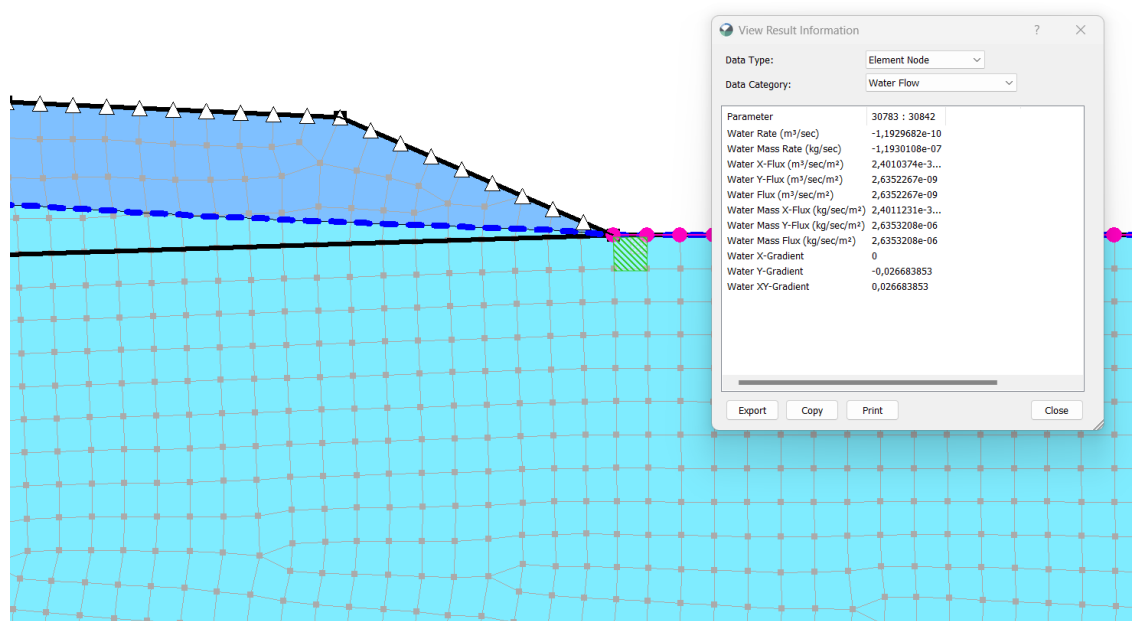 View Result Information ?
Data Type: Element Node
Data Category: Water Flow
Parameter 30783 : 30842
Water Rate (m³/sec) -1,1929682e-10
Water Mass Rate (kg/sec) -1,1930108e-07
Water X-Flux (m³/sec/m²) 2,4010374e-3...
Water Y-Flux (m³/sec/m²) 2,6352267e-09
Water Flux (m³/sec/m²) 2,6352267e-09
Water Mass X-Flux (kg/sec/m²) 2,4011231e-3...
Water Mass Y-Flux (kg/sec/m²) 2,6353208e-06
Water Mass Flux (kg/sec/m²) 2,6353208e-06
Water X-Gradient 0
Water Y-Gradient -0,026683853
Water XY-Gradient 0,026683853
Export Copy Print Close